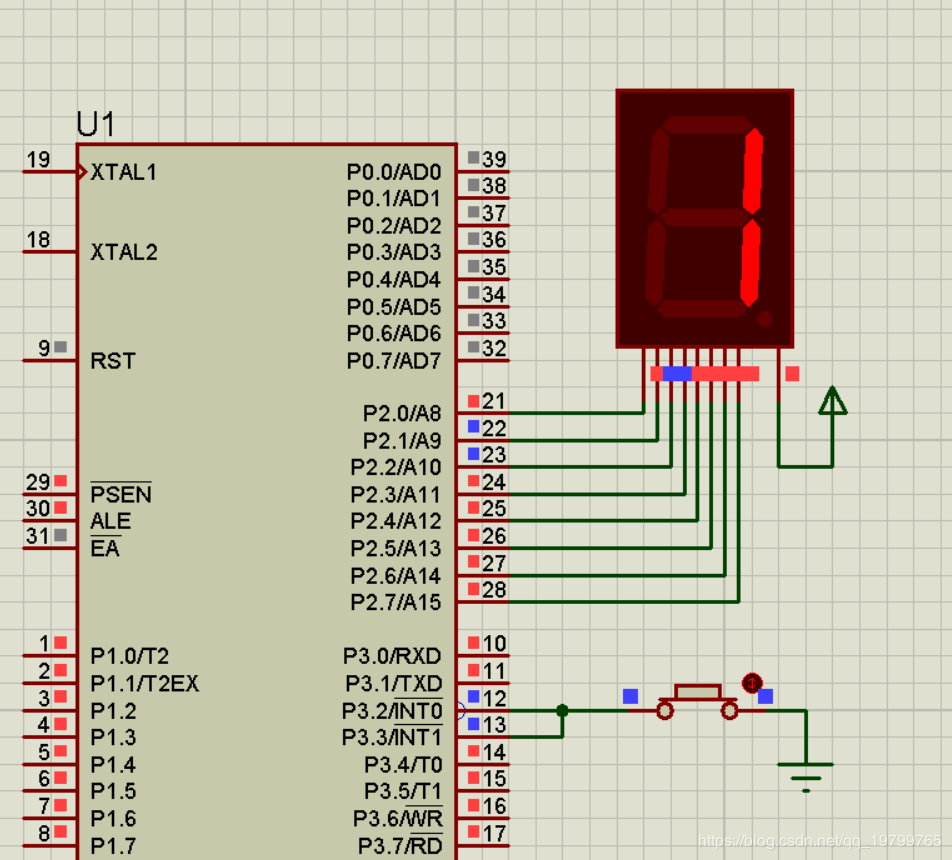 U1
19 XTAL1 P0.0/AD0 39
P0.1/AD1 38
P0.2/AD2 37
18 XTAL2 P0.3/AD3 36
P0.4/AD4 35
P0.5/AD5 34
P0.6/AD6 33
9 RST P0.7/AD7 32
P2.0/A8 21
P2.1/A9 22
P2.2/A10 23
29 PSEN P2.3/A11 24
30 ALE P2.4/A12 25
31 EA P2.5/A13 26
P2.6/A14 27
P2.7/A15 28
1 P1.0/T2 P3.0/RXD 10
2 P1.1/T2EX P3.1/TXD 11
3 P1.2 P3.2/INT0 12
4 P1.3 P3.3/INT1 13
5 P1.4 P3.4/T0 14
6 P1.5 P3.5/T1 15
7 P1.6 P3.6/WR 16
8 P1.7 P3.7/RD 17
1
https://blog.csdn.net/qq_19799765